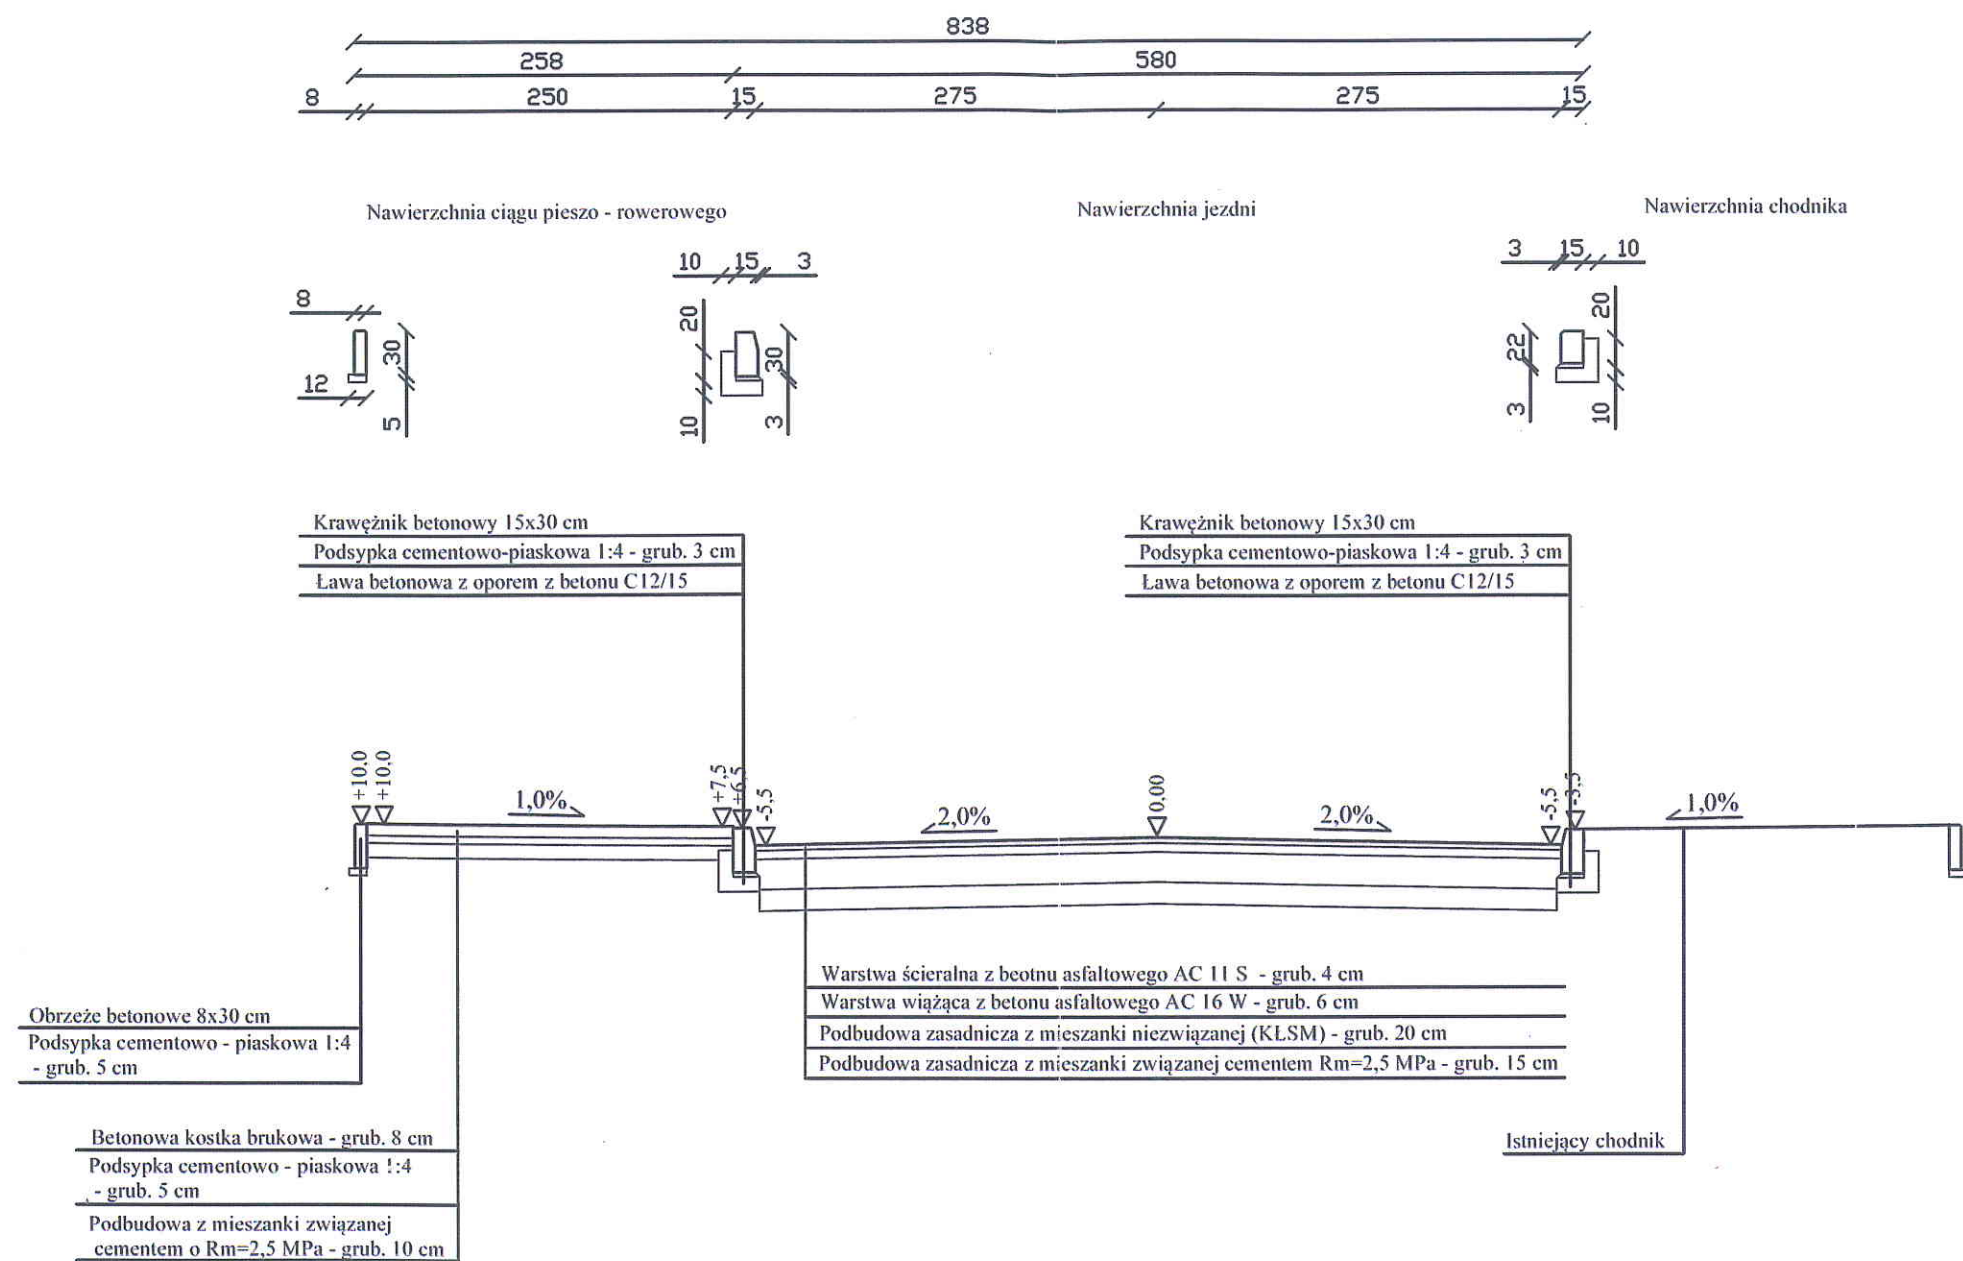 838
258 580
8 250 15 275 275 15
Nawierzchnia ciągu pieszo - rowerowego
Nawierzchnia jezdni
Nawierzchnia chodnika
8
30
12
5
10 15 3
20
30
10
3
3 15 10
20
22
3
10
Krawężnik betonowy 15x30 cm
Podsypka cementowo-piaskowa 1:4 - grub. 3 cm
Ława betonowa z oporem z betonu C12/15
Krawężnik betonowy 15x30 cm
Podsypka cementowo-piaskowa 1:4 - grub. 3 cm
Ława betonowa z oporem z betonu C12/15
+10,0
+10,0
1,0%
+7,5
+6,5
-5,5
2,0%
0,00
2,0%
-5,5
-3,5
1,0%
Warstwa ścieralna z beotnu asfaltowego AC 11 S - grub. 4 cm
Warstwa wiążąca z betonu asfaltowego AC 16 W - grub. 6 cm
Podbudowa zasadnicza z mieszanki niezwiązanej (KŁSM) - grub. 20 cm
Podbudowa zasadnicza z mieszanki związanej cementem Rm=2,5 MPa - grub. 15 cm
Obrzeże betonowe 8x30 cm
Podsypka cementowo - piaskowa 1:4
- grub. 5 cm
Betonowa kostka brukowa - grub. 8 cm
Podsypka cementowo - piaskowa 1:4
- grub. 5 cm
Podbudowa z mieszanki związanej
cementem o Rm=2,5 MPa - grub. 10 cm
Istniejący chodnik